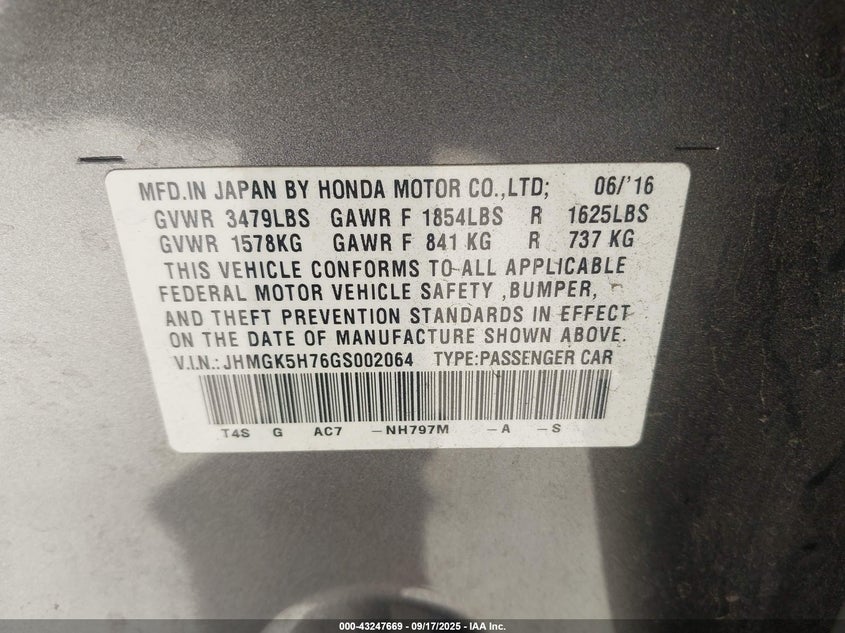 MFD.IN JAPAN BY HONDA MOTOR CO.,LTD; 06/'16
GVWR 3479LBS GAWR F 1854LBS R 1625LBS
GVWR 1578KG GAWR F 841 KG R 737 KG
THIS VEHICLE CONFORMS TO ALL APPLICABLE
FEDERAL MOTOR VEHICLE SAFETY ,BUMPER,
AND THEFT PREVENTION STANDARDS IN EFFECT
ON THE DATE OF MANUFACTURE SHOWN ABOVE.
V.I.N.: JHMGK5H76GS002064 TYPE:PASSENGER CAR
T4S G AC7 –NH797M –A –S
000-43247669 - 09/17/2025 - IAA Inc.